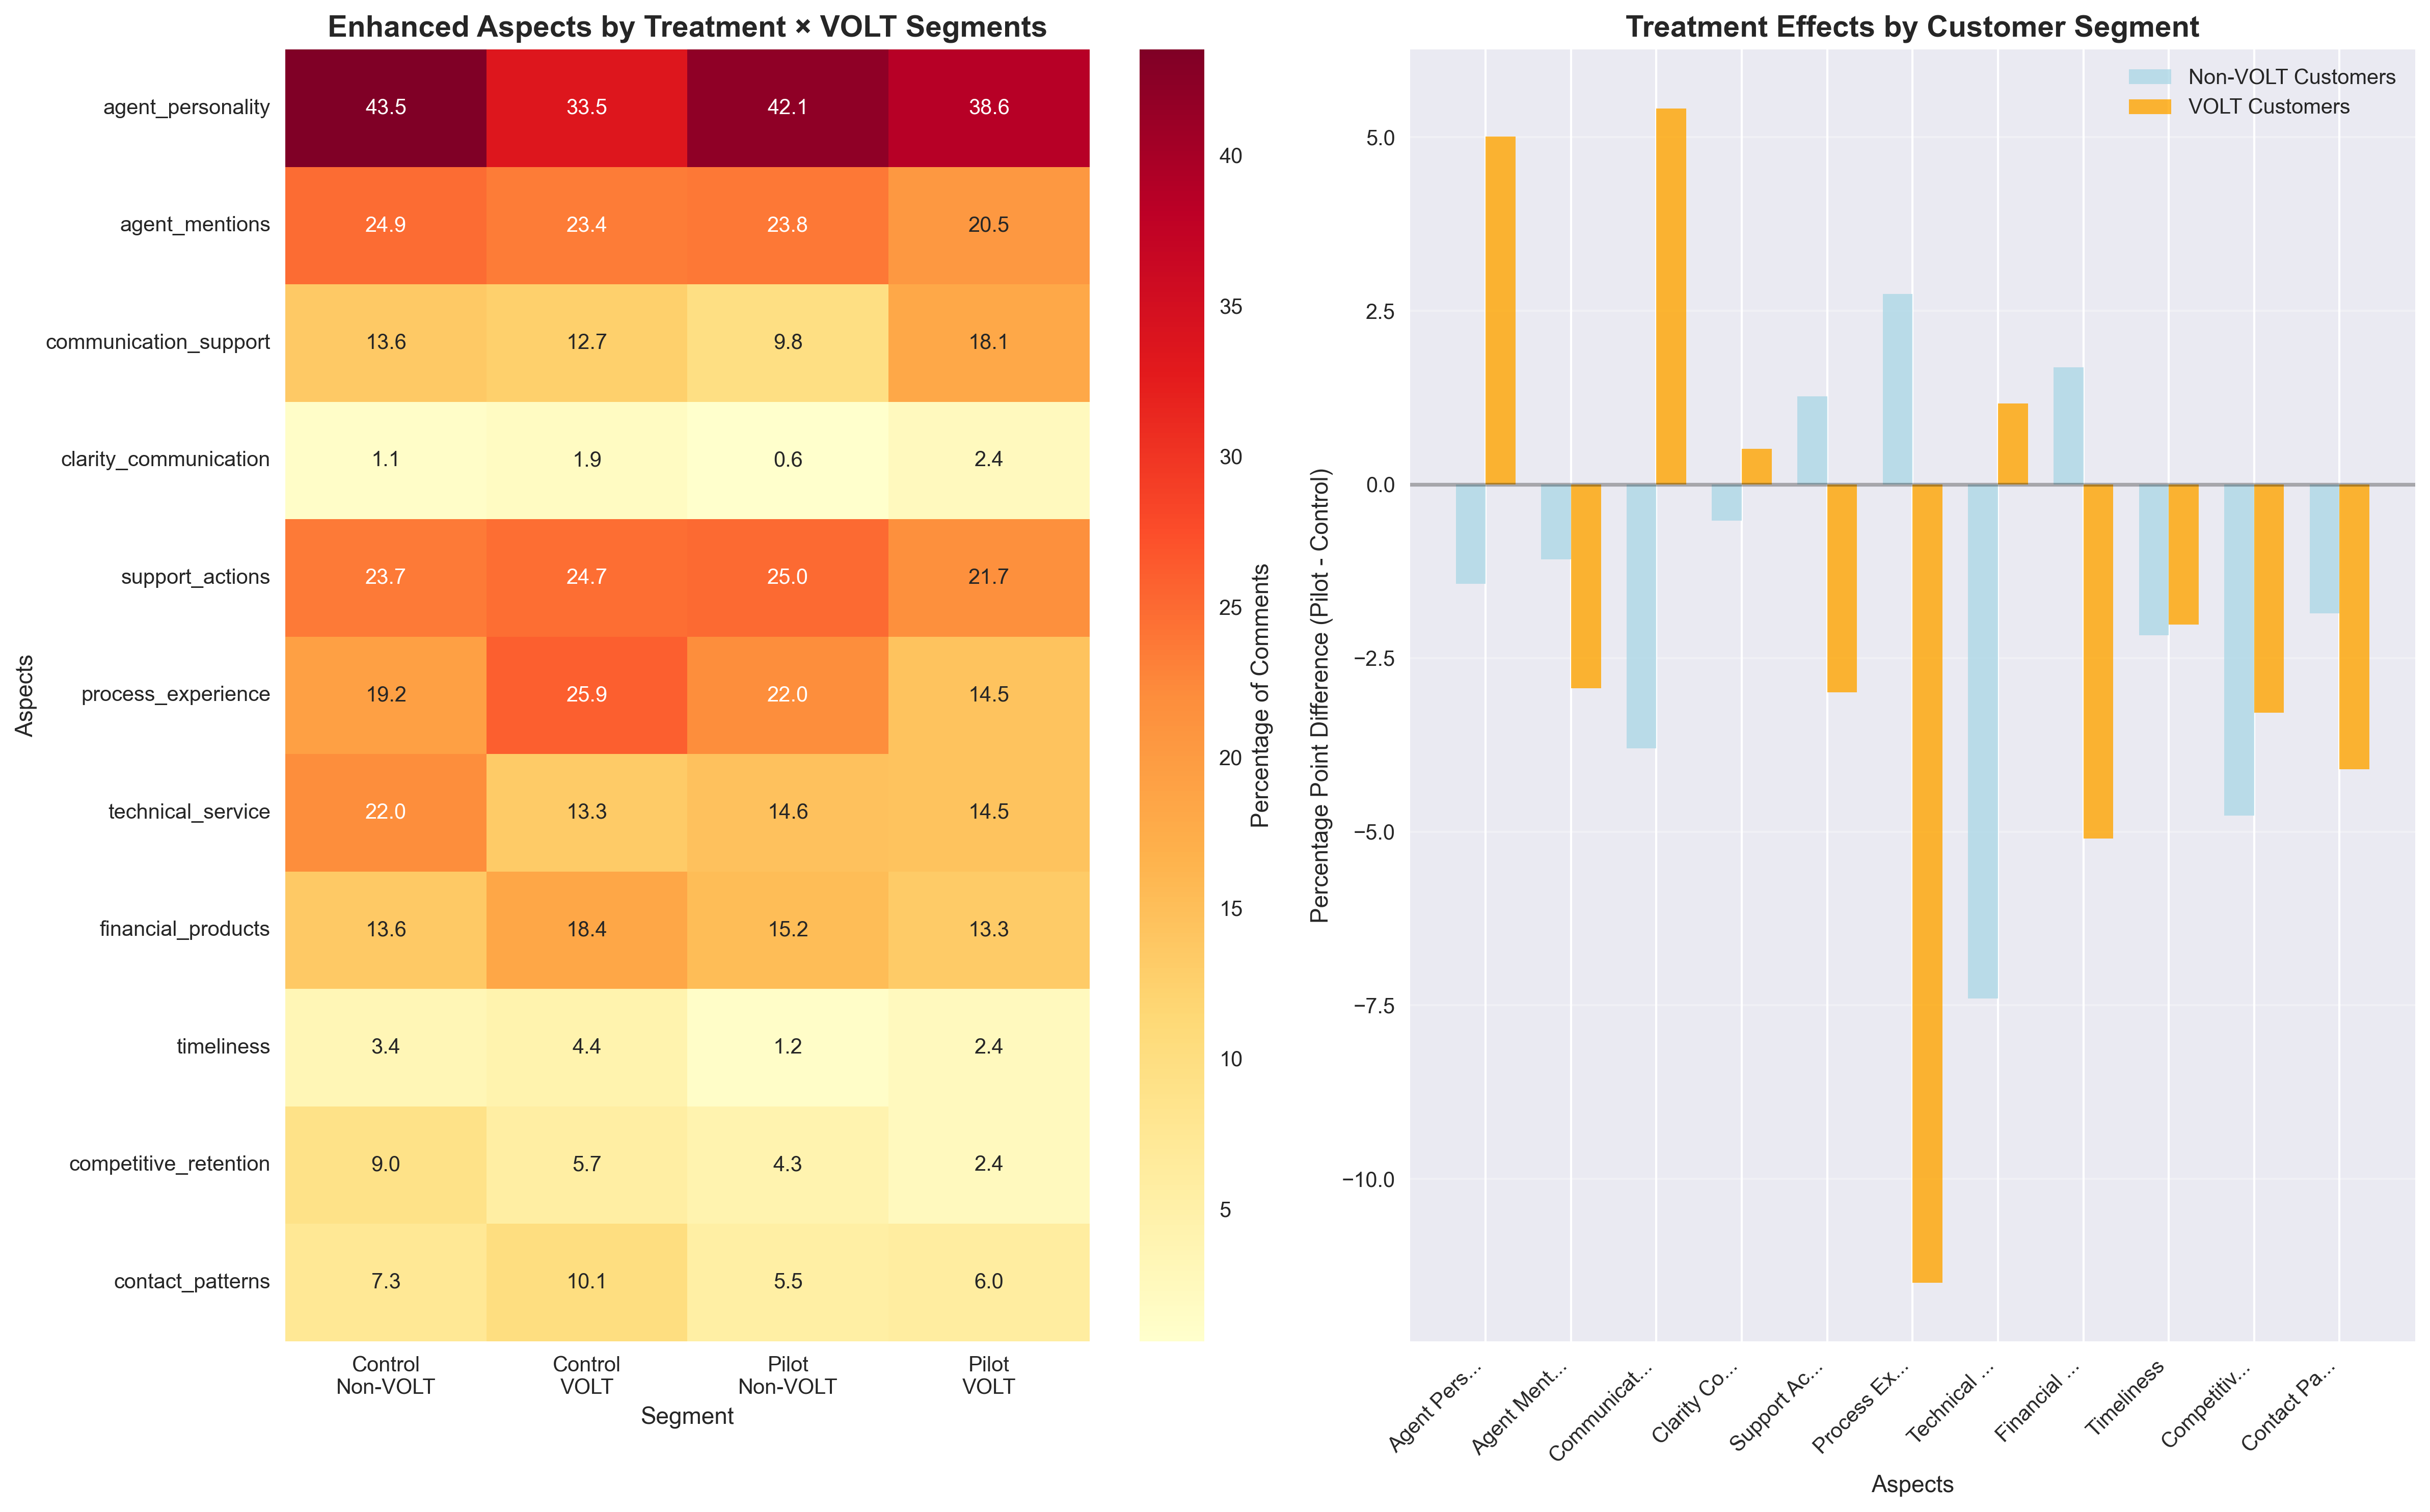 Enhanced Aspects by Treatment × VOLT Segments
Aspects
agent_personality 43.5 33.5 42.1 38.6
agent_mentions 24.9 23.4 23.8 20.5
communication_support 13.6 12.7 9.8 18.1
clarity_communication 1.1 1.9 0.6 2.4
support_actions 23.7 24.7 25.0 21.7
process_experience 19.2 25.9 22.0 14.5
technical_service 22.0 13.3 14.6 14.5
financial_products 13.6 18.4 15.2 13.3
timeliness 3.4 4.4 1.2 2.4
competitive_retention 9.0 5.7 4.3 2.4
contact_patterns 7.3 10.1 5.5 6.0
Control Control Pilot Pilot
Non-VOLT VOLT Non-VOLT VOLT
Segment
40
35
30
25
20
15
10
5
Percentage of Comments
Treatment Effects by Customer Segment
Non-VOLT Customers
VOLT Customers
Percentage Point Difference (Pilot - Control)
5.0
2.5
0.0
−2.5
−5.0
−7.5
−10.0
Agent Pers...
Agent Ment...
Communicat...
Clarity Co...
Support Ac...
Process Ex...
Technical ...
Financial ...
Timeliness
Competitiv...
Contact Pa...
Aspects